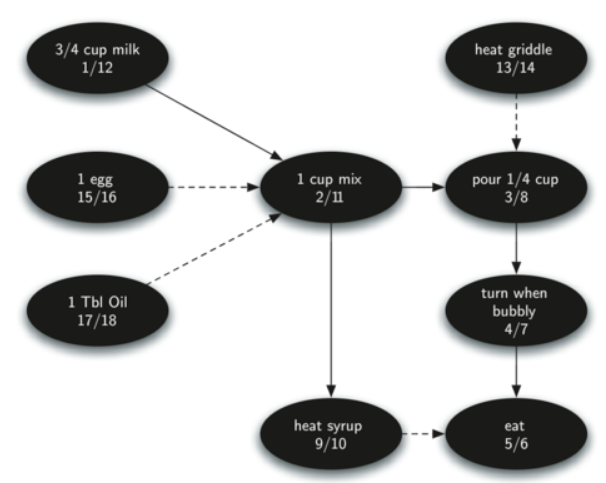 3/4 cup milk
1/12
heat griddle
13/14
1 egg
15/16
1 cup mix
2/11
pour 1/4 cup
3/8
1 Tbl Oil
17/18
turn when
bubbly
4/7
heat syrup
9/10
eat
5/6